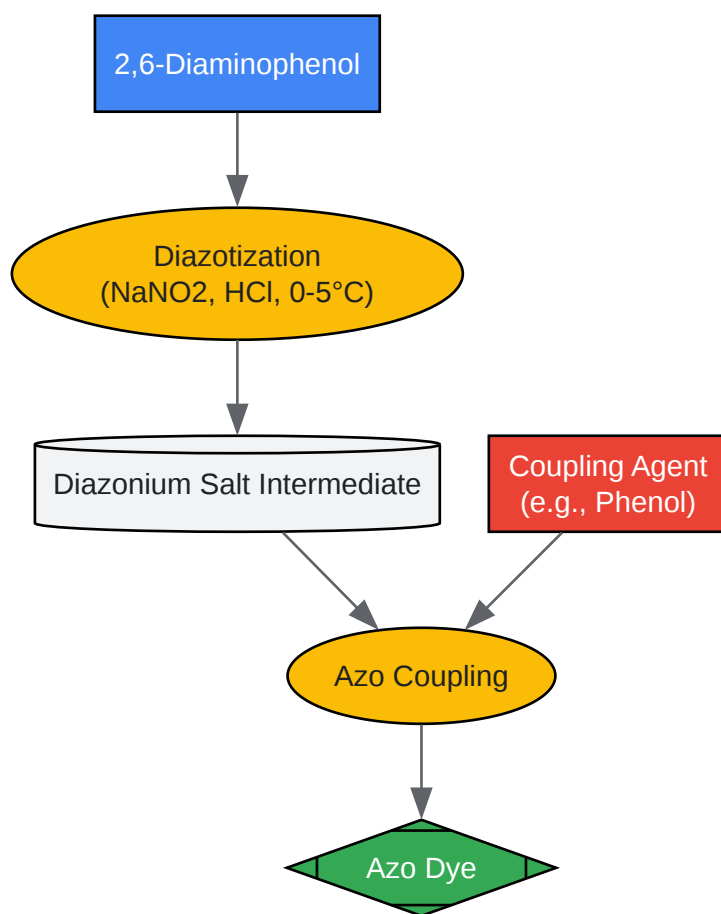 2,6-Diaminophenol
Diazotization
(NaNO2, HCl, 0-5°C)
Diazonium Salt Intermediate
Coupling Agent
(e.g., Phenol)
Azo Coupling
Azo Dye